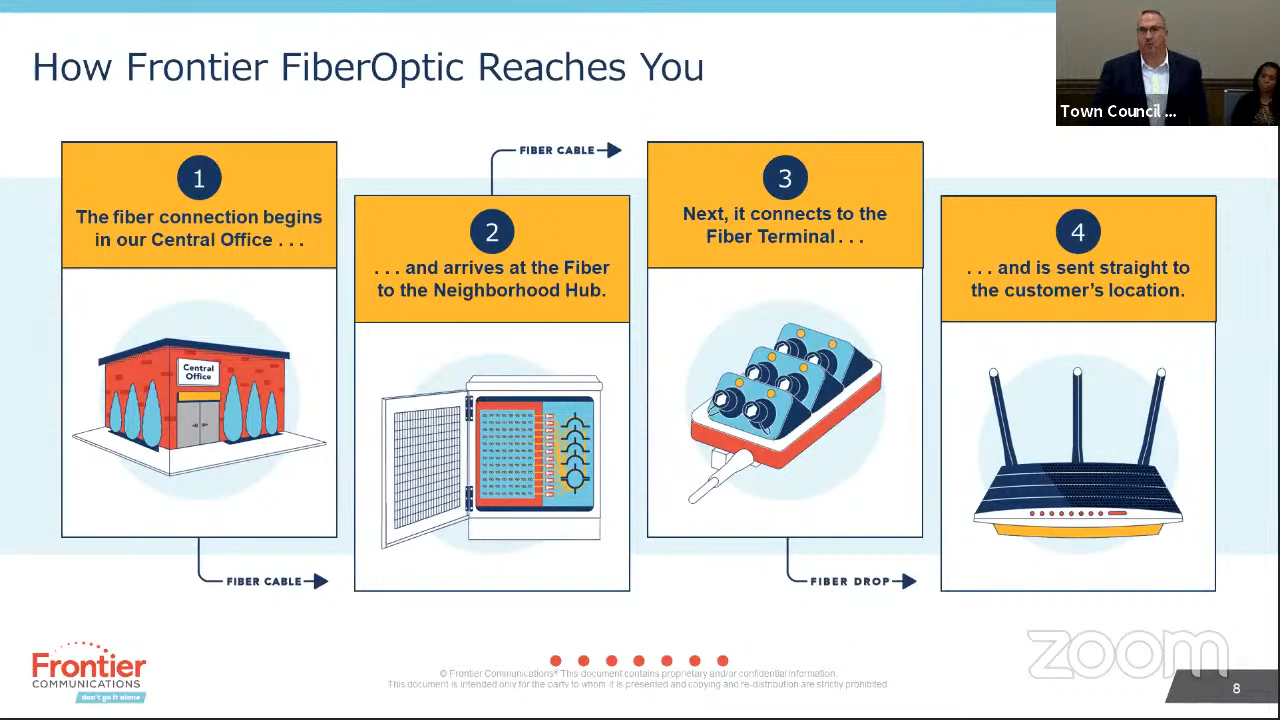 How Frontier FiberOptic Reaches You
Town Council ...
1
The fiber connection begins
in our Central Office . . .
Central
Office
FIBER CABLE
2
. . . and arrives at the Fiber
to the Neighborhood Hub.
FIBER CABLE
3
Next, it connects to the
Fiber Terminal . . .
FIBER DROP
4
. . . and is sent straight to
the customer's location.
Frontier
COMMUNICATIONS
don't go it alone
© Frontier Communications® This document contains proprietary and/or confidential information.
This document is intended only for the party to whom it is presented and copying and re-distribution are strictly prohibited
zoom
8